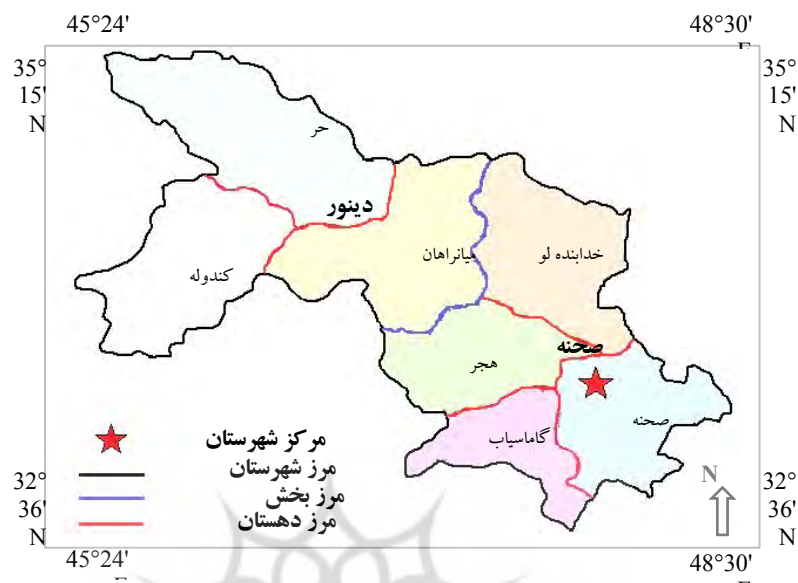 45°24'
48°30'
E
35°
15'
N
35°
15'
N
حر
دینور
میانراهان
خدابنده لو
کندوله
صحنه
هجر
صحنه
گاماسیاب
مرکز شهرستان
مرز شهرستان
مرز بخش
مرز دهستان
N
32°
36'
N
32°
36'
N
45°24'
E
48°30'
E